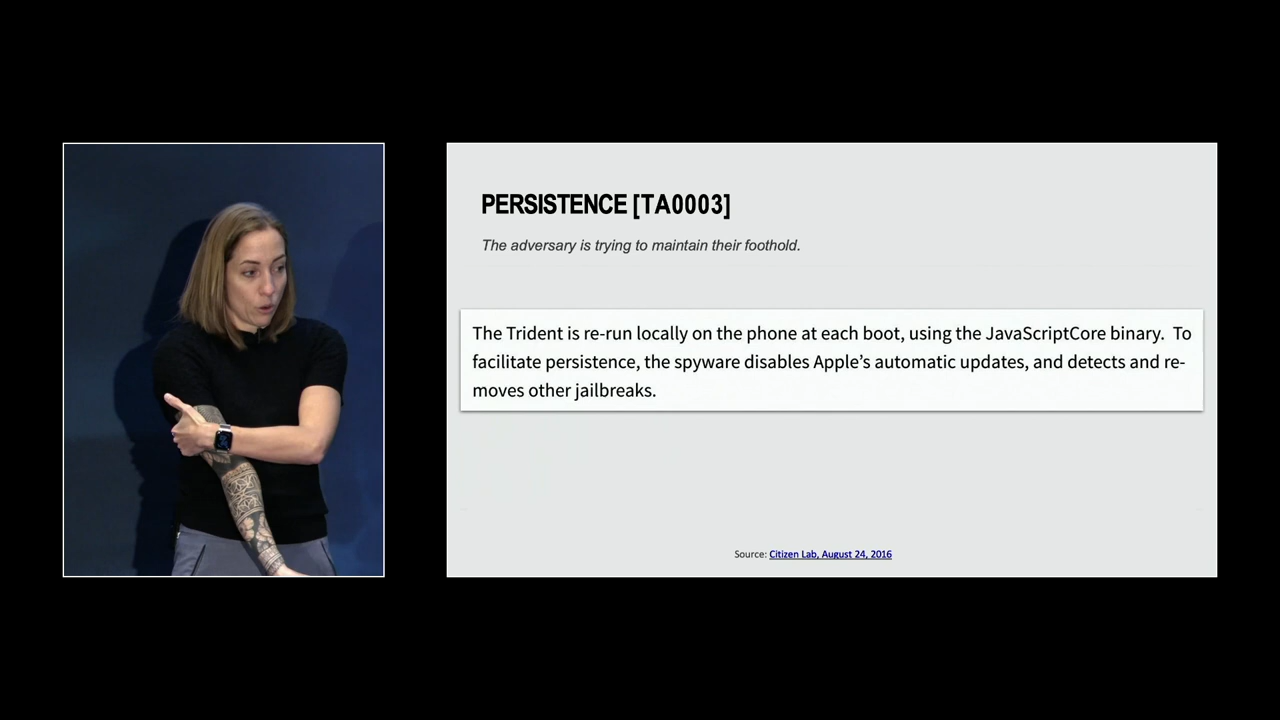 PERSISTENCE [TA0003]
The adversary is trying to maintain their foothold.
The Trident is re-run locally on the phone at each boot, using the JavaScriptCore binary.  To
facilitate persistence, the spyware disables Apple’s automatic updates, and detects and re-
moves other jailbreaks.
Source: Citizen Lab, August 24, 2016